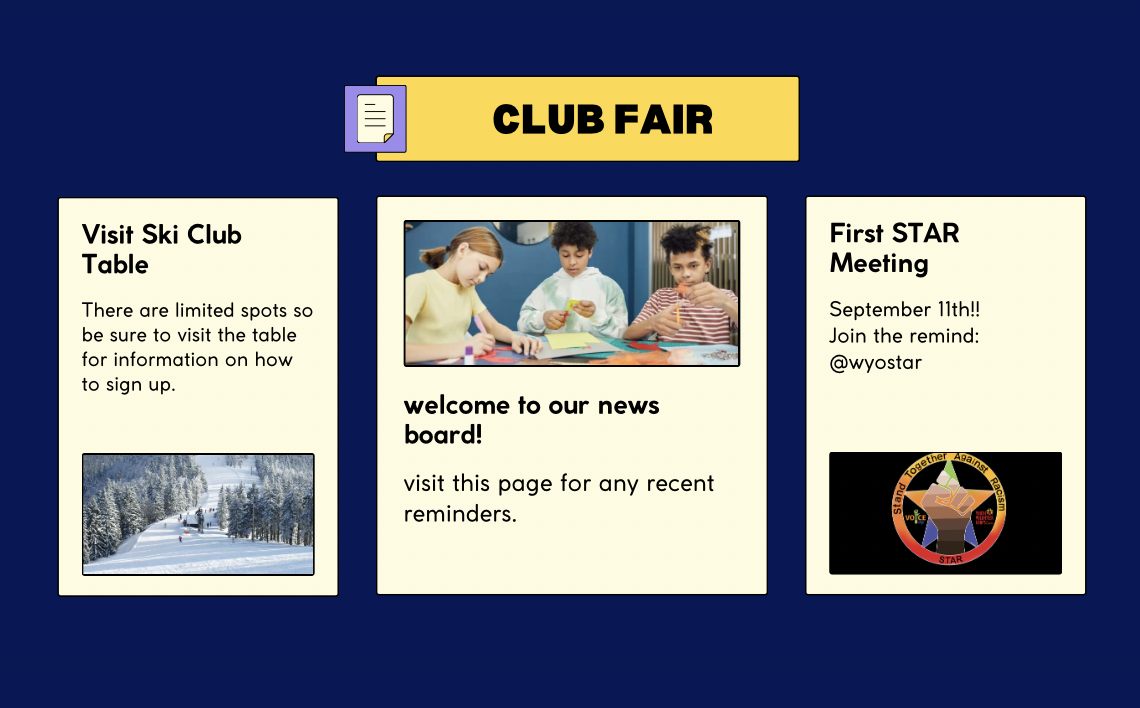 CLUB FAIR
Visit Ski Club
Table
There are limited spots so
be sure to visit the table
for information on how
to sign up.
welcome to our news
board!
visit this page for any recent
reminders.
First STAR
Meeting
September 11th!!
Join the remind:
@wyostar
Stand Together Against Racism
VOICE
STAR